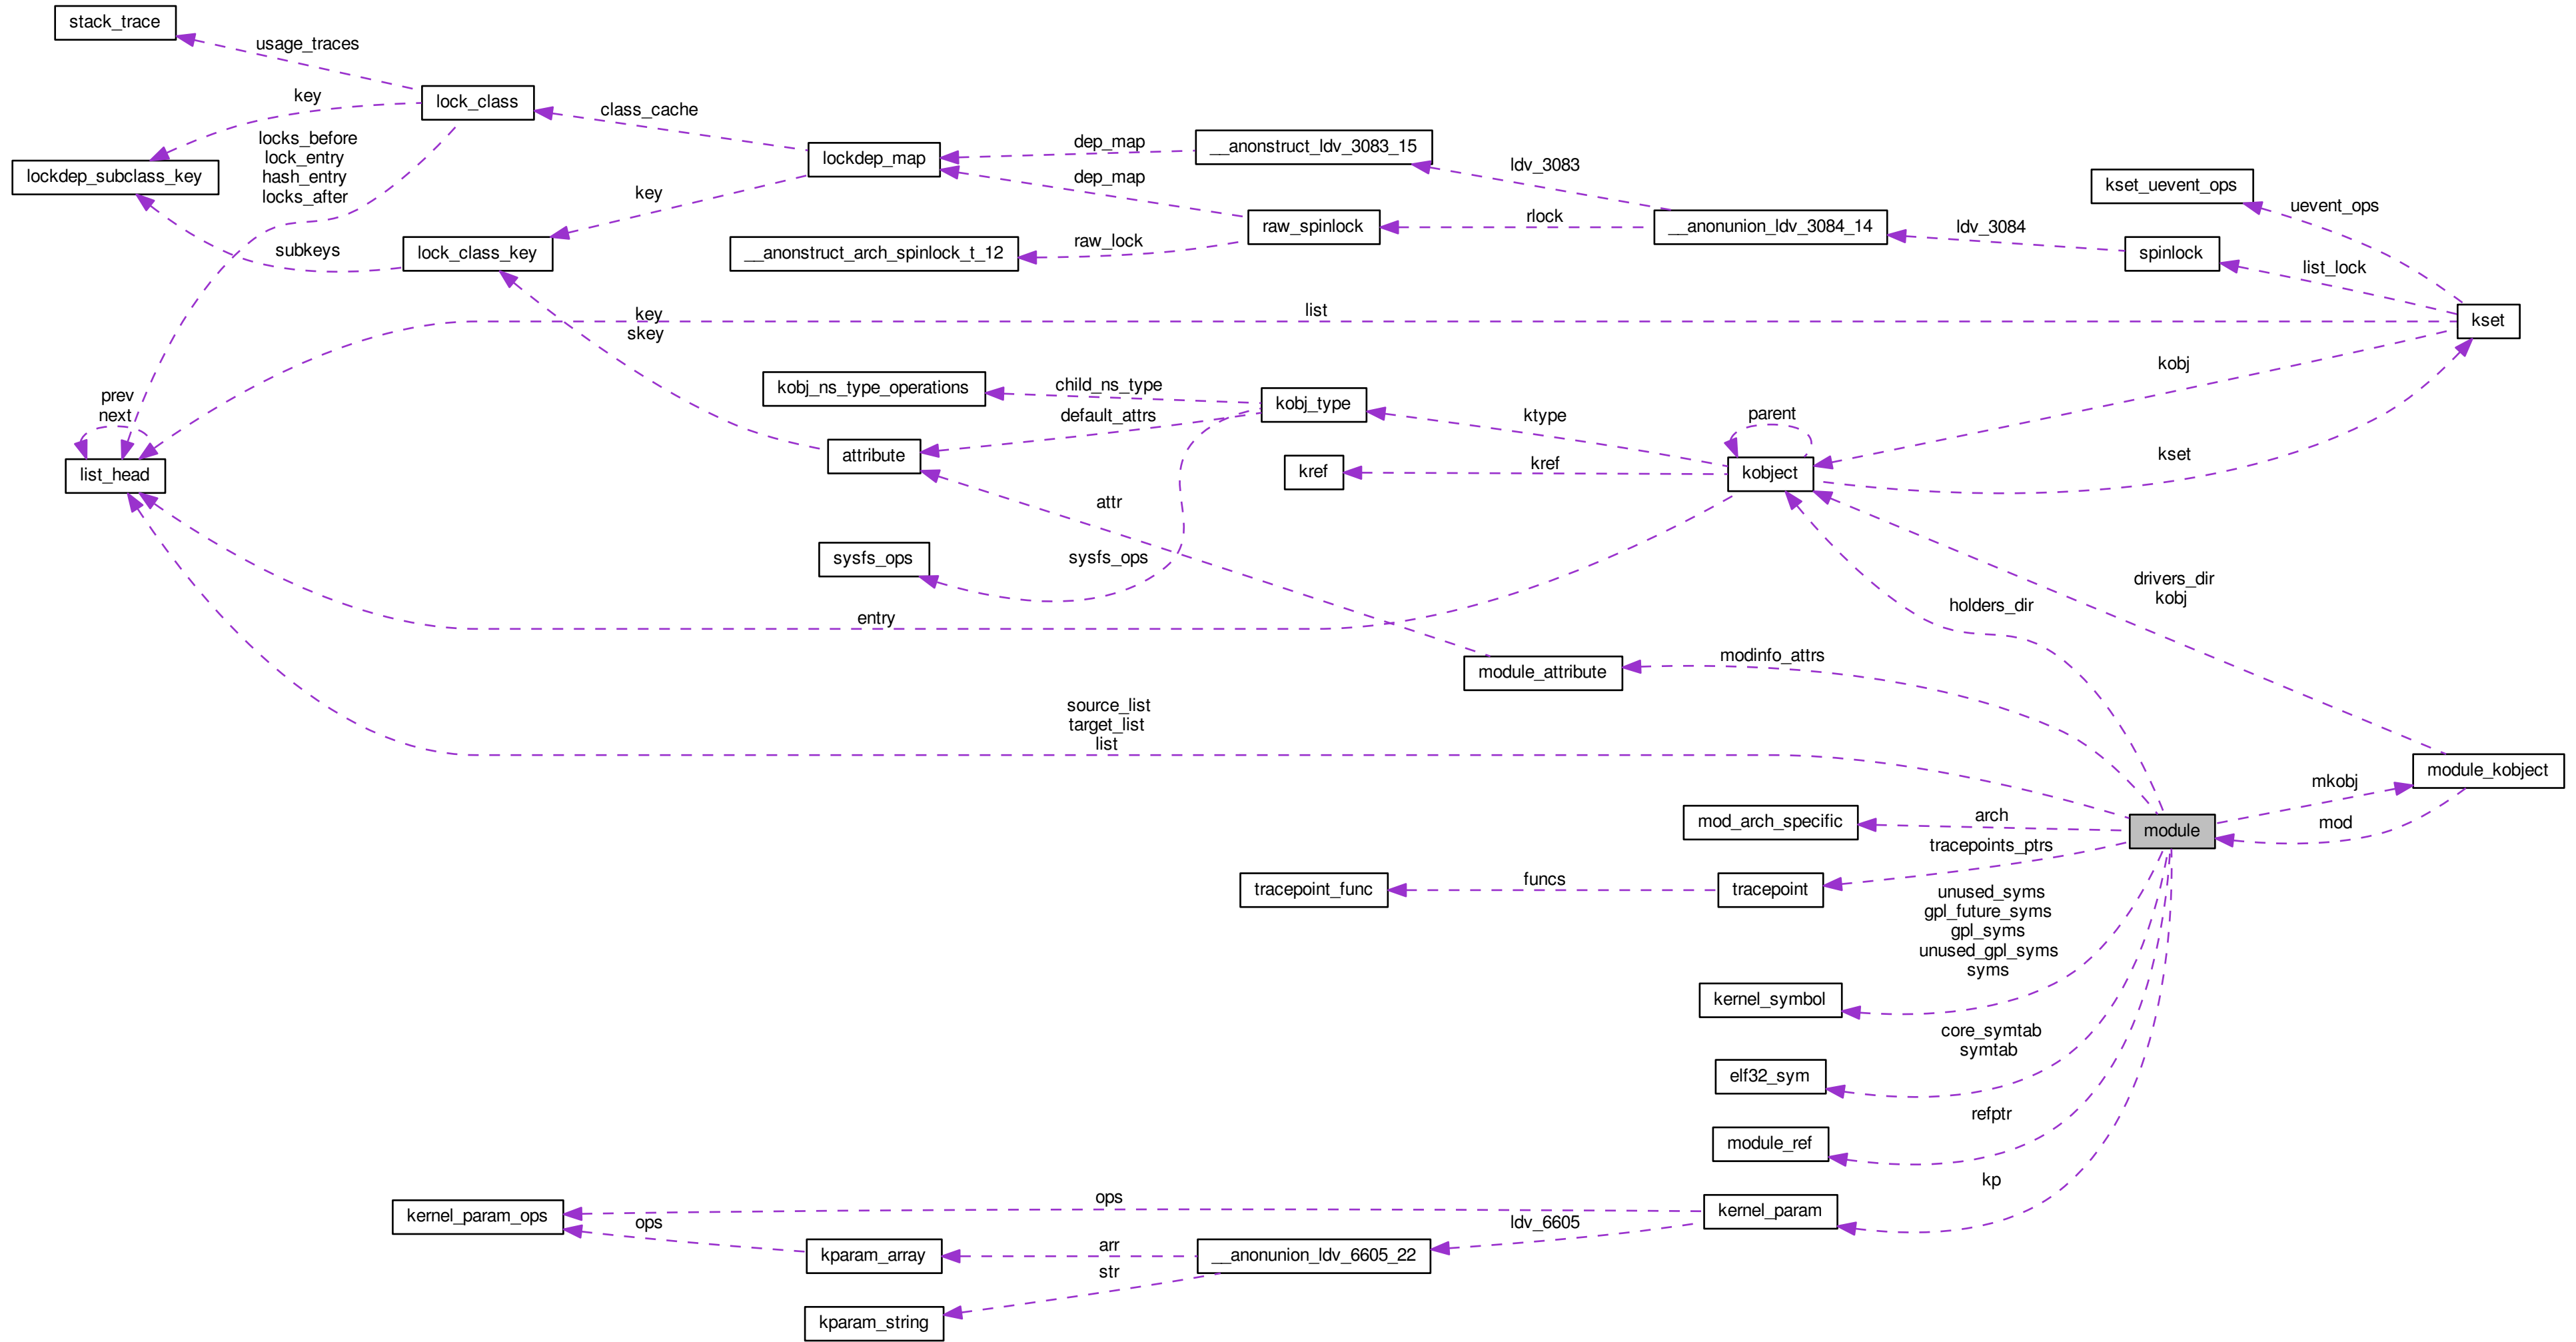 stack_trace
usage_traces
lock_class
key
class_cache
locks_before
lock_entry
hash_entry
locks_after
lockdep_subclass_key
lockdep_map
dep_map
__anonstruct_ldv_3083_15
ldv_3083
dep_map
kset_uevent_ops
uevent_ops
key
raw_spinlock
rlock
__anonunion_ldv_3084_14
ldv_3084
spinlock
list_lock
subkeys
lock_class_key
__anonstruct_arch_spinlock_t_12
raw_lock
key
skey
list
kset
kobj
prev
next
kobj_ns_type_operations
child_ns_type
default_attrs
kobj_type
ktype
parent
list_head
attribute
kref
kref
kobject
kset
attr
sysfs_ops
sysfs_ops
drivers_dir
kobj
holders_dir
entry
module_attribute
modinfo_attrs
source_list
target_list
list
module_kobject
mkobj
mod
mod_arch_specific
arch
module
tracepoints_ptrs
tracepoint_func
funcs
tracepoint
unused_syms
gpl_future_syms
gpl_syms
unused_gpl_syms
syms
kernel_symbol
core_symtab
symtab
elf32_sym
refptr
module_ref
kp
kernel_param_ops
ops
kernel_param
ops
ldv_6605
kparam_array
arr
__anonunion_ldv_6605_22
str
kparam_string